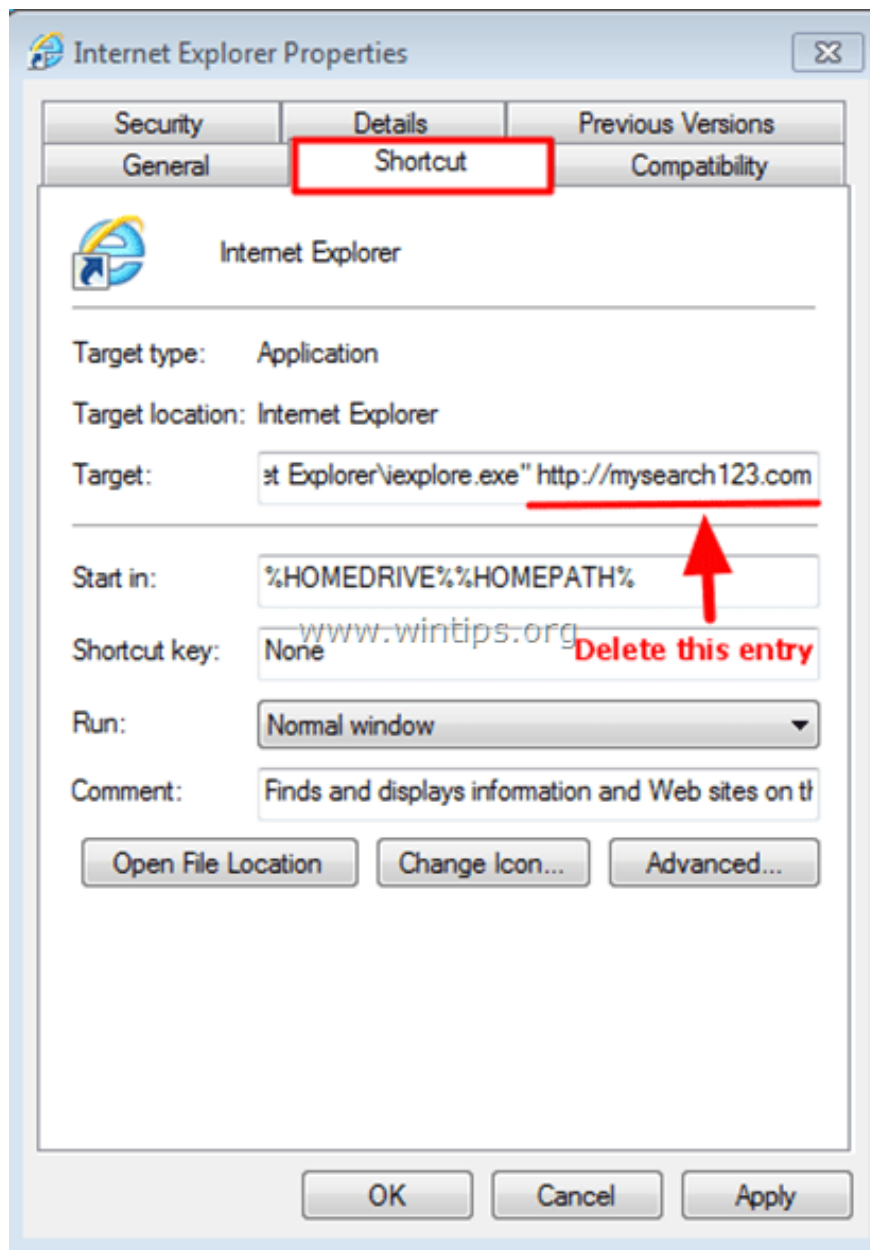 Internet Explorer Properties
Security Details Previous Versions
General Shortcut Compatibility
Internet Explorer
Target type: Application
Target location: Internet Explorer
Target: et Explorer\iexplore.exe" http://mysearch123.com
Start in: %HOMEDRIVE%%HOMEPATH%
www.wintips.org
Shortcut key: None
Delete this entry
Run: Normal window
Comment: Finds and displays information and Web sites on th
Open File Location Change Icon... Advanced...
OK Cancel Apply